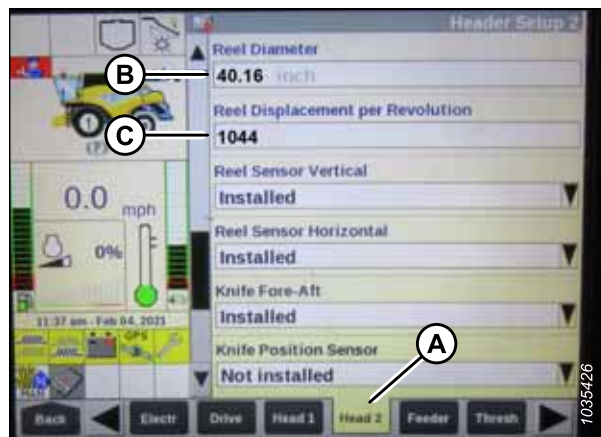 Header Setup 2
Reel Diameter
B
40.16 inch
Reel Displacement per Revolution
C
1044
Reel Sensor Vertical
Installed
0.0 mph
Reel Sensor Horizontal
Installed
0%
Knife Fore-Aft
Installed
11:37 am - Feb 04, 2021
GPS
Knife Position Sensor
A
Not installed
Back
Electr
Drive
Head 1
Head 2
Feeder
Thresh
1035426